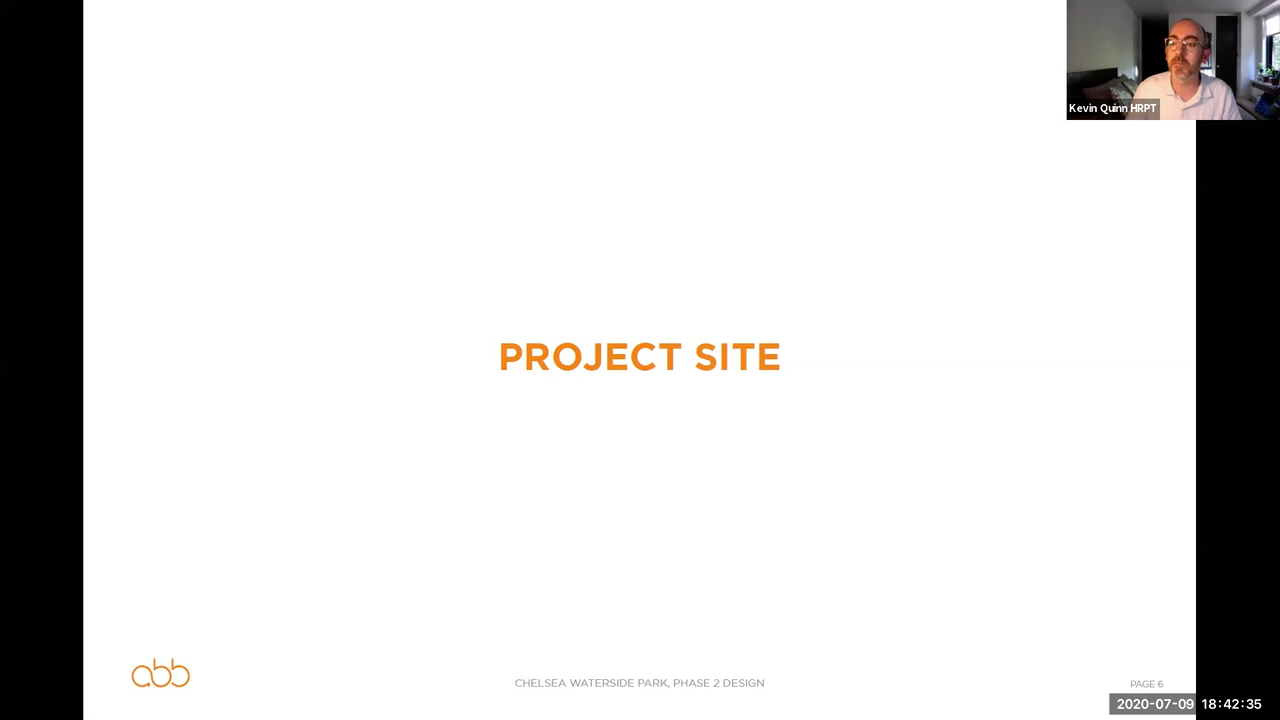 Kevin Quinn HRPT
PROJECT SITE
abb
CHELSEA WATERSIDE PARK, PHASE 2 DESIGN
PAGE 6
2020-07-09 18:42:35